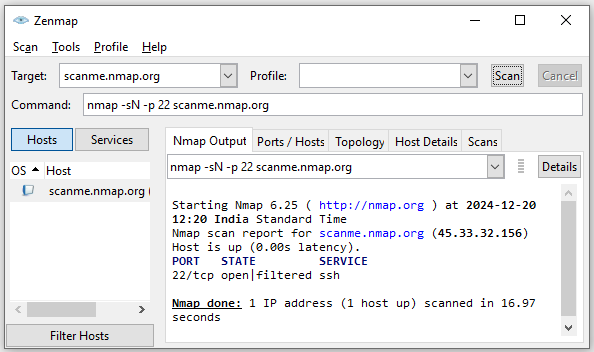 Zenmap
Scan Tools Profile Help
Target: scanme.nmap.org Profile: Scan Cancel
Command: nmap -sN -p 22 scanme.nmap.org
Hosts Services
Nmap Output Ports / Hosts Topology Host Details Scans
OS Host
nmap -sN -p 22 scanme.nmap.org Details
scanme.nmap.org (
Starting Nmap 6.25 ( http://nmap.org ) at 2024-12-20
12:20 India Standard Time
Nmap scan report for scanme.nmap.org (45.33.32.156)
Host is up (0.00s latency).
PORT STATE SERVICE
22/tcp open|filtered ssh
Nmap done: 1 IP address (1 host up) scanned in 16.97
seconds
Filter Hosts